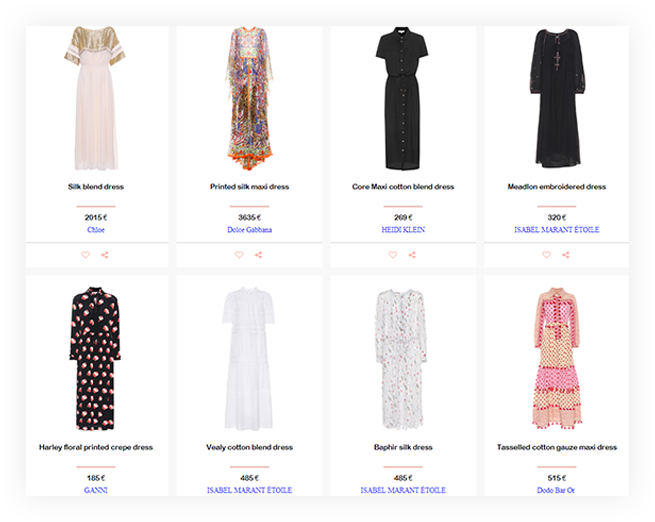 Silk blend dress
2015 €
Chloe
Printed silk maxi dress
3635 €
Dolce Gabbana
Core Maxi cotton blend dress
269 €
HEIDI KLEIN
Meadlon embroidered dress
320 €
ISABEL MARANT ÉTOILE
Harley floral printed crepe dress
185 €
GANNI
Vealy cotton blend dress
485 €
ISABEL MARANT ÉTOILE
Baphir silk dress
485 €
ISABEL MARANT ÉTOILE
Tasselled cotton gauze maxi dress
515 €
Dodo Bar Or